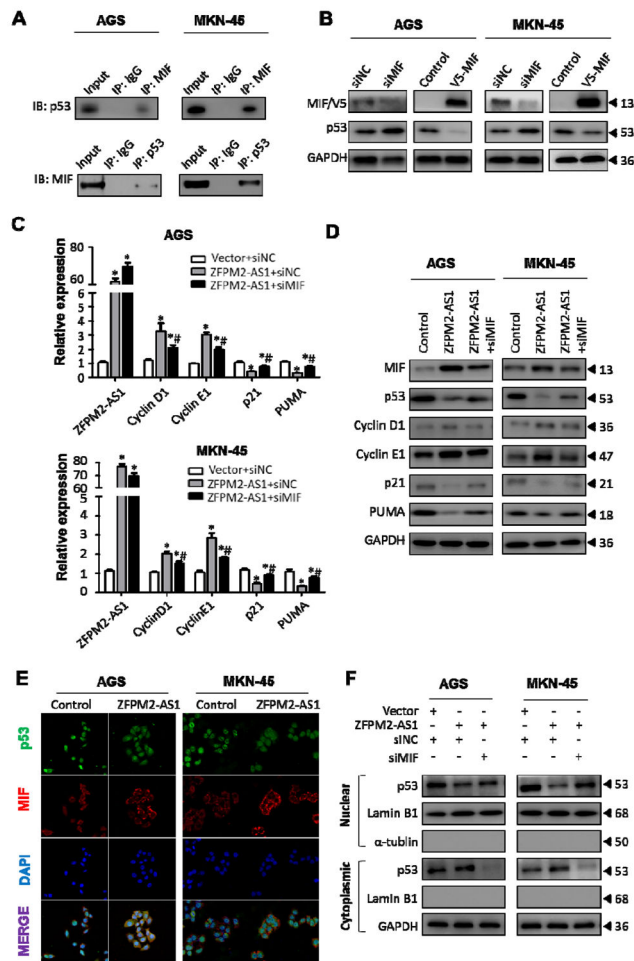 A
AGS
MKN-45
Input
IP: IgG
IP: MIF
Input
IP: IgG
IP: MIF
IB: p53
Input
IP: IgG
IP: p53
Input
IP: IgG
IP: p53
IB: MIF
B
AGS
MKN-45
siNC
siMIF
Control
V5-MIF
siNC
siMIF
Control
V5-MIF
MIF/V5
13
p53
53
GAPDH
36
C
AGS
Relative expression
80
70
60
5
4
3
2
1
0
Vector+siNC
ZFPM2-AS1+siNC
ZFPM2-AS1+siMIF
* * * *# * *# * *# * *#
ZFPM2-AS1
Cyclin D1
Cyclin E1
p21
PUMA
MKN-45
Relative expression
80
60
5
4
3
2
1
0
Vector+siNC
ZFPM2-AS1+siNC
ZFPM2-AS1+siMIF
* * * *# * *# * *# * *#
ZFPM2-AS1
CyclinD1
CyclinE1
p21
PUMA
D
AGS
MKN-45
Control
ZFPM2-AS1
ZFPM2-AS1
+siMIF
Control
ZFPM2-AS1
ZFPM2-AS1
+siMIF
MIF
13
p53
53
Cyclin D1
36
Cyclin E1
47
p21
21
PUMA
18
GAPDH
36
E
AGS
MKN-45
Control ZFPM2-AS1
Control ZFPM2-AS1
p53
MIF
DAPI
MERGE
F
AGS
MKN-45
Vector + - - + - -
ZFPM2-AS1 - + + - + +
siNC + + - + + -
siMIF - - + - - +
Nuclear
p53
53
Lamin B1
68
α-tublin
50
Cytoplasmic
p53
53
Lamin B1
68
GAPDH
36